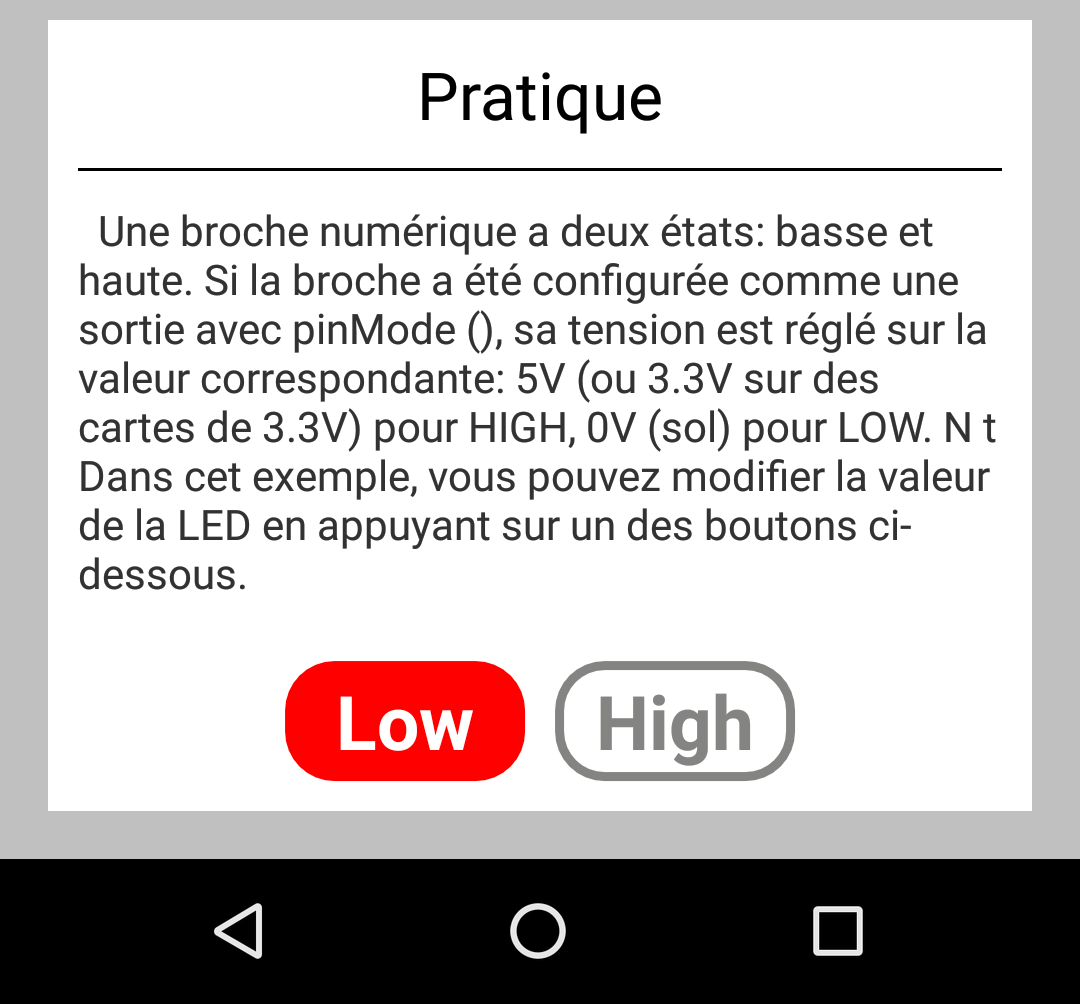 Pratique
Une broche numérique a deux états: basse et
haute. Si la broche a été configurée comme une
sortie avec pinMode (), sa tension est réglé sur la
valeur correspondante: 5V (ou 3.3V sur des
cartes de 3.3V) pour HIGH, 0V (sol) pour LOW. N t
Dans cet exemple, vous pouvez modifier la valeur
de la LED en appuyant sur un des boutons ci-
dessous.
Low High